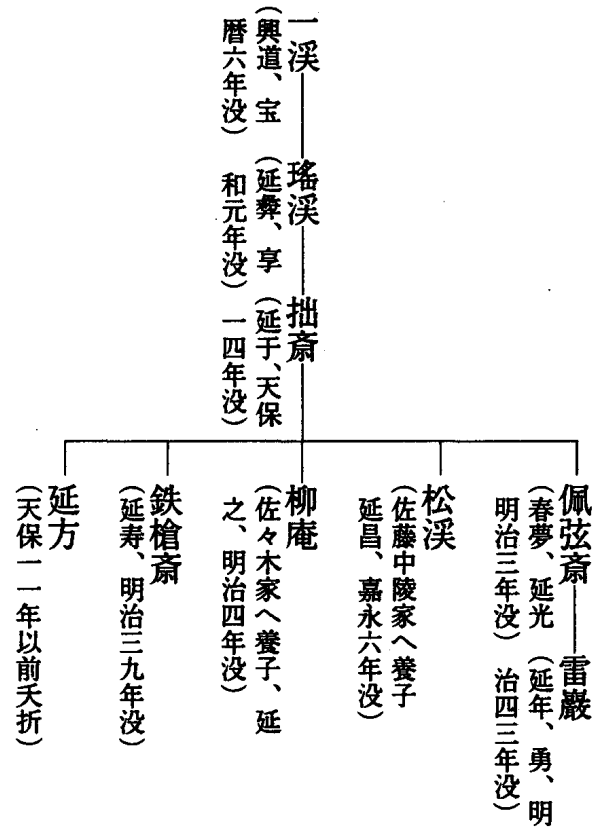 一渓
（興道、宝
暦六年没）
瑤渓
（延彜、享
和元年没）
拙斎
（延于、天保
一四年没）
佩弦斎
（春夢、延光
明治三年没）
雷巌
（延年、勇、明
治四三年没）
松渓
（佐藤中陵家へ養子
延昌、嘉永六年没）
柳庵
（佐々木家へ養子、延
之、明治四年没）
鉄槍斎
（延寿、明治三九年没）
延方
（天保一一年以前夭折）